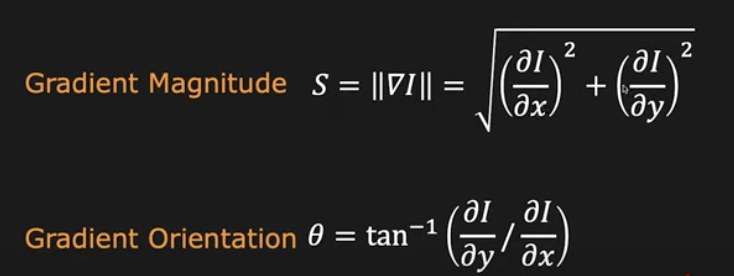 Gradient Magnitude S = ‖∇I‖ = √((∂I/∂x)² + (∂I/∂y)²)
Gradient Orientation θ = tan⁻¹(∂I/∂y / ∂I/∂x)